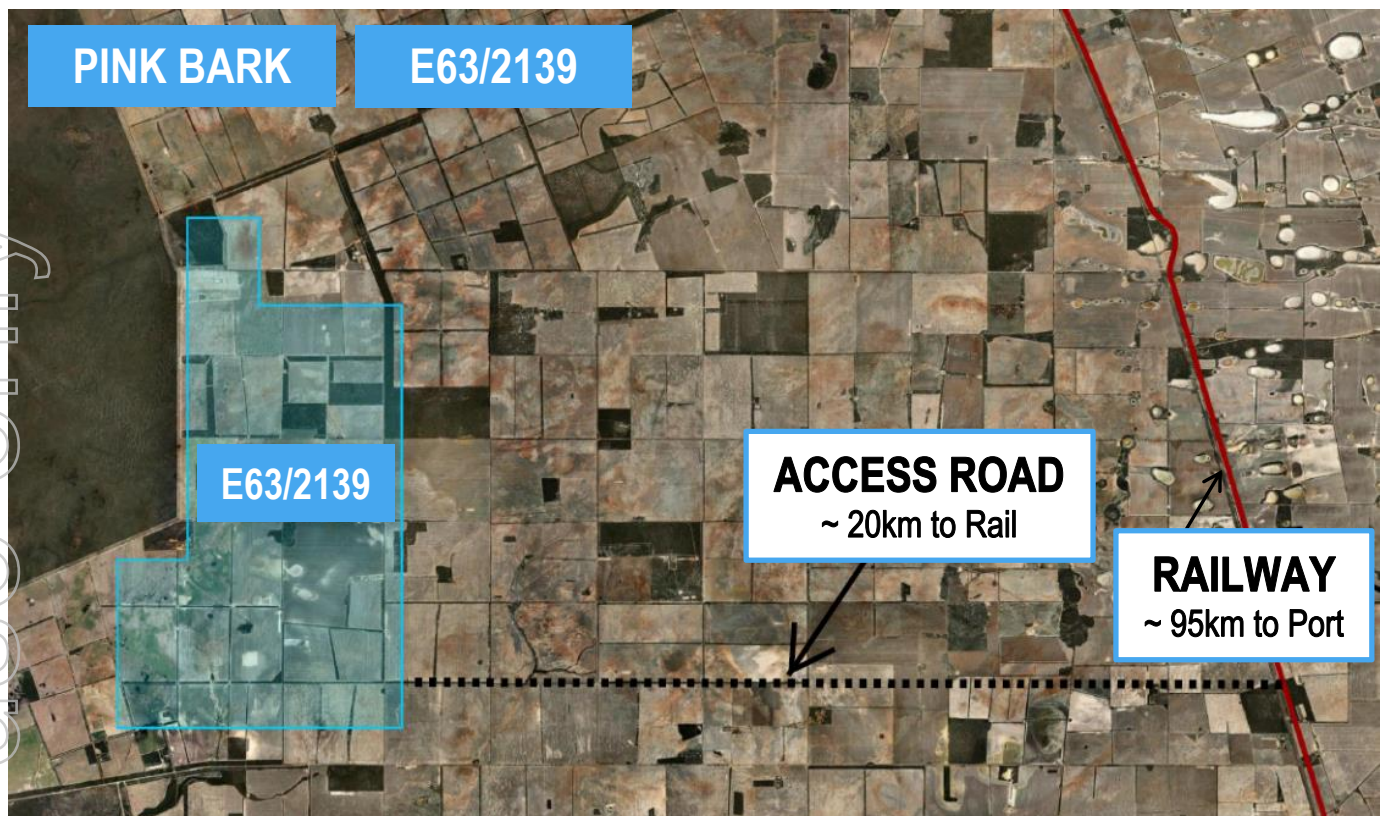 PINK BARK
E63/2139
E63/2139
ACCESS ROAD
~ 20km to Rail
RAILWAY
~ 95km to Port